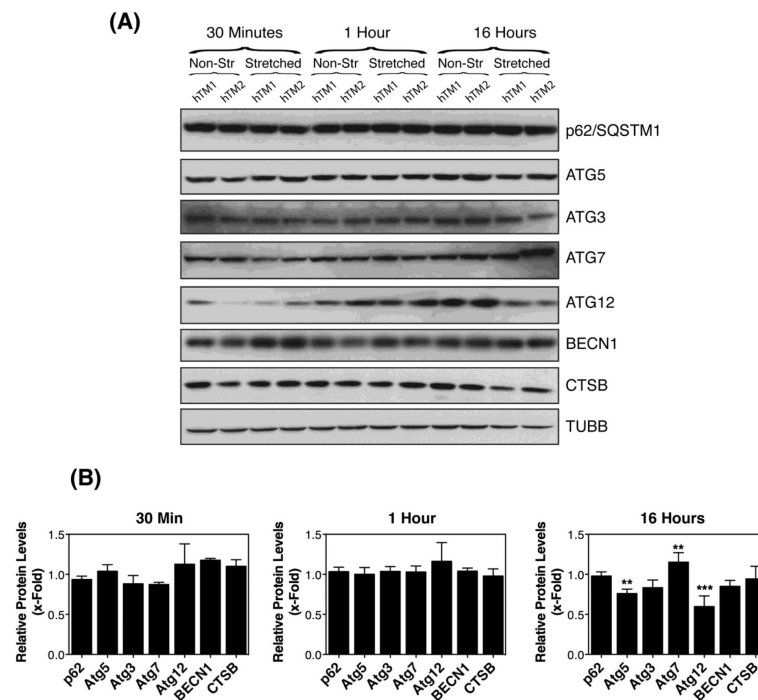 (A)
30 Minutes 1 Hour 16 Hours
Non-Str Stretched Non-Str Stretched Non-Str Stretched
hTM1 hTM2 hTM1 hTM2 hTM1 hTM2 hTM1 hTM2 hTM1 hTM2 hTM1 hTM2
p62/SQSTM1
ATG5
ATG3
ATG7
ATG12
BECN1
CTSB
TUBB
(B)
30 Min
Relative Protein Levels
(x-Fold)
1.5
1.0
0.5
0.0
p62 Atg5 Atg3 Atg7 Atg12 BECN1 CTSB
1 Hour
Relative Protein Levels
(x-Fold)
1.5
1.0
0.5
0.0
p62 Atg5 Atg3 Atg7 Atg12 BECN1 CTSB
16 Hours
Relative Protein Levels
(x-Fold)
1.5
1.0
0.5
0.0
** ** ***
p62 Atg5 Atg3 Atg7 Atg12 BECN1 CTSB